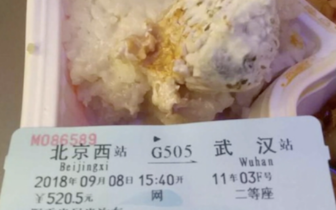 M086589
北京西站 G505 武汉站
Beijingxi Wuhan
2018年09月08日15:40开 11车03F号
¥520.5元 网 二等座